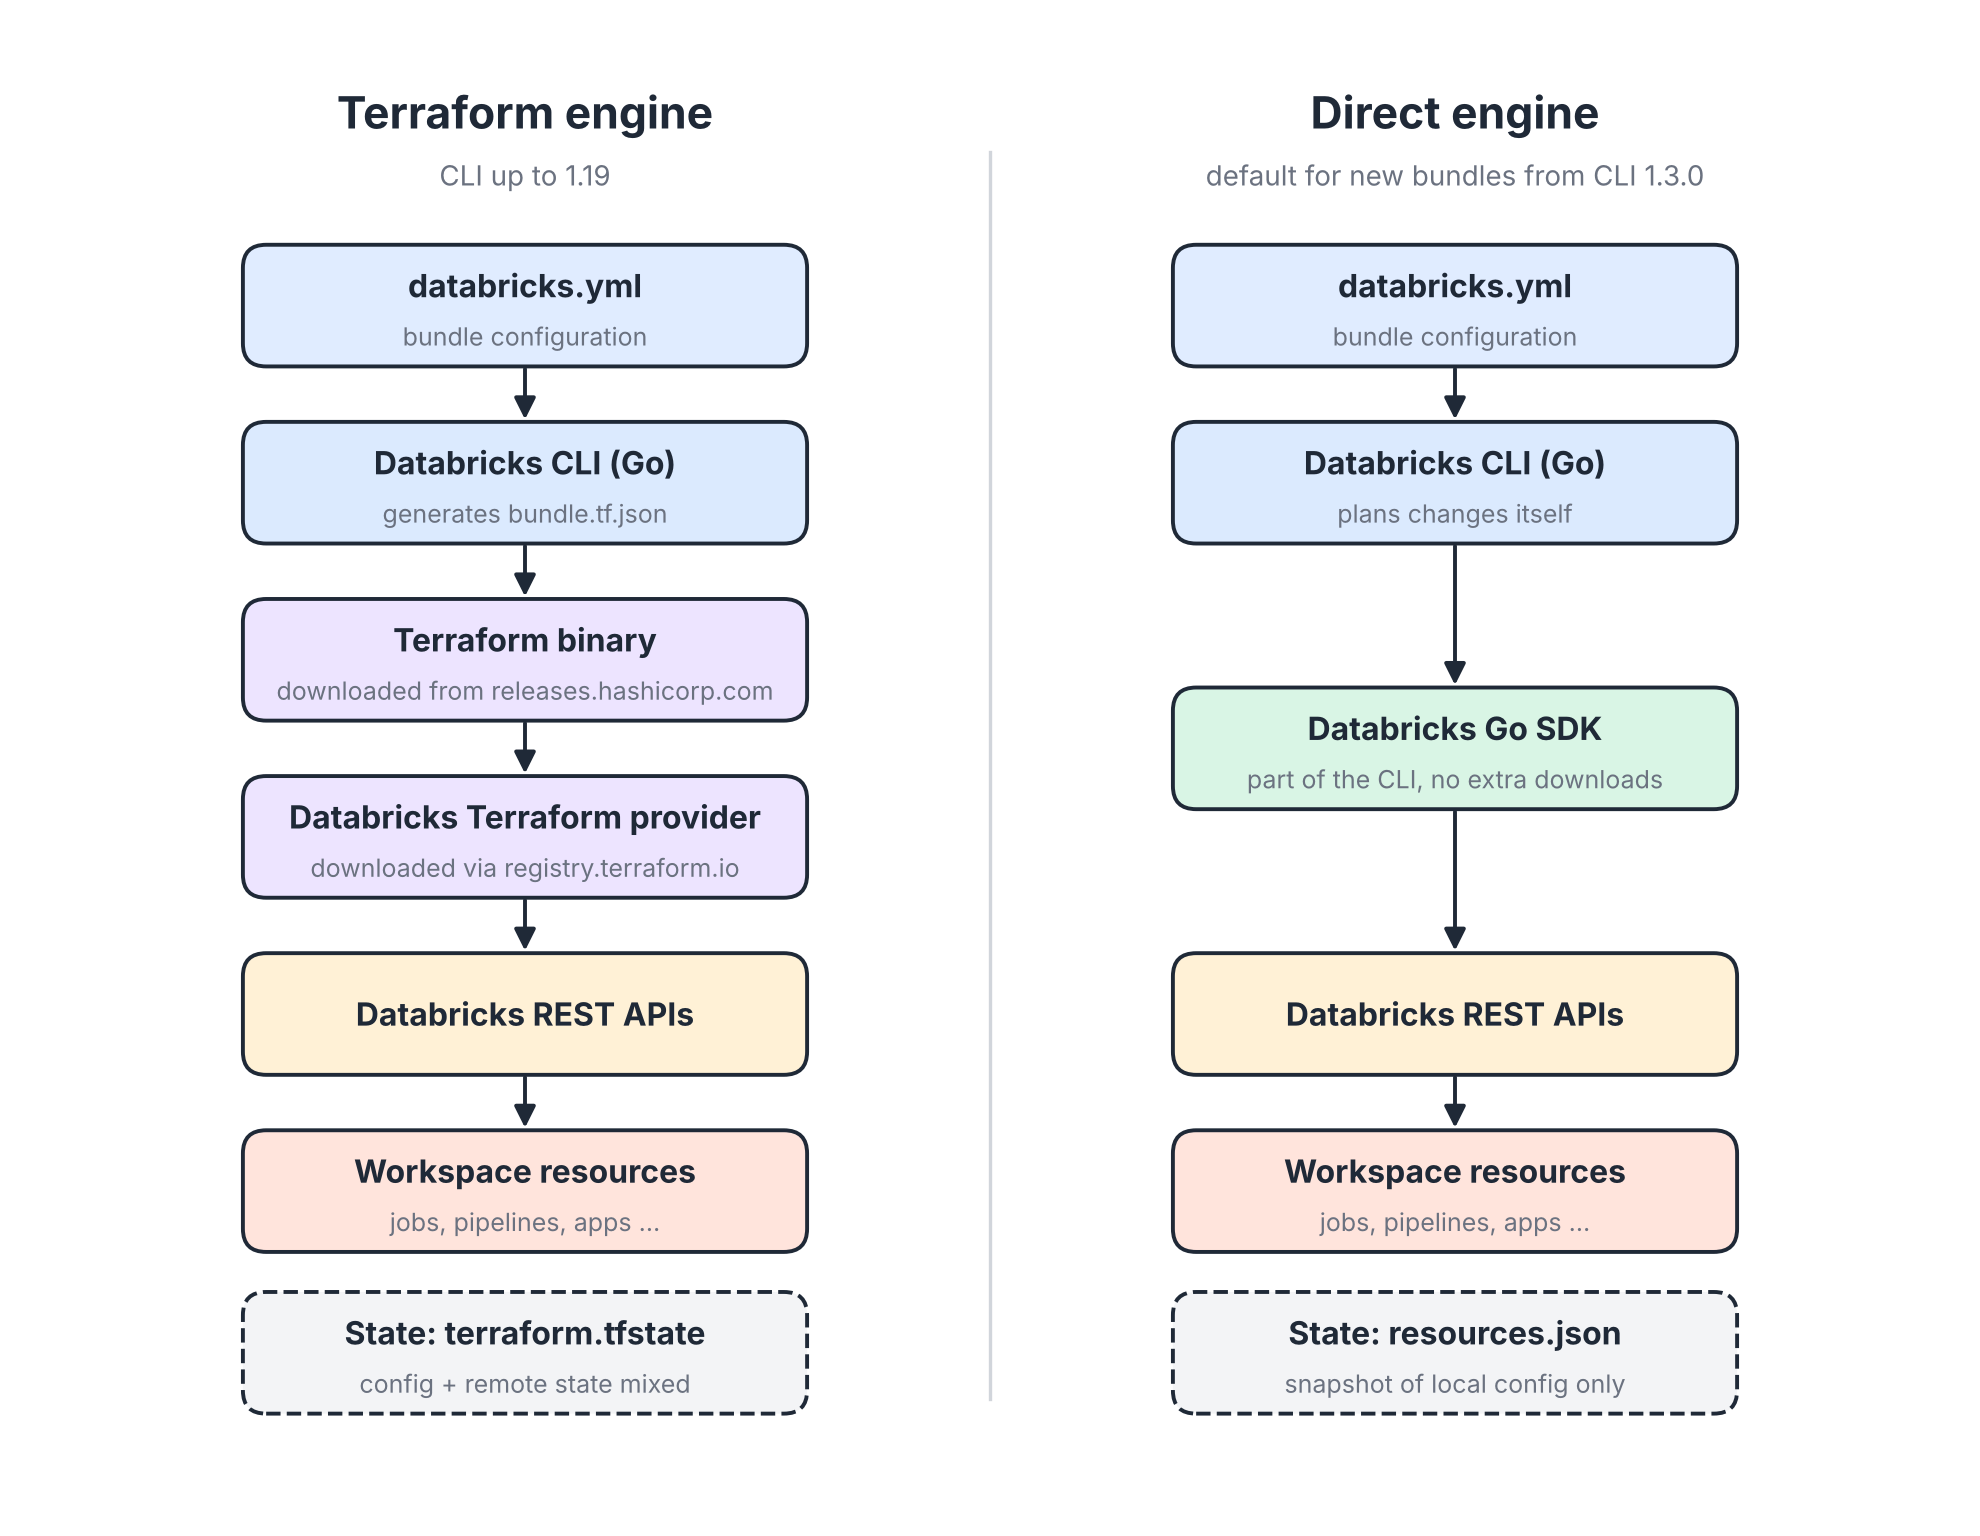 Terraform engine
CLI up to 1.19
databricks.yml
bundle configuration
Databricks CLI (Go)
generates bundle.tf.json
Terraform binary
downloaded from releases.hashicorp.com
Databricks Terraform provider
downloaded via registry.terraform.io
Databricks REST APIs
Workspace resources
jobs, pipelines, apps ...
State: terraform.tfstate
config + remote state mixed
Direct engine
default for new bundles from CLI 1.3.0
databricks.yml
bundle configuration
Databricks CLI (Go)
plans changes itself
Databricks Go SDK
part of the CLI, no extra downloads
Databricks REST APIs
Workspace resources
jobs, pipelines, apps ...
State: resources.json
snapshot of local config only